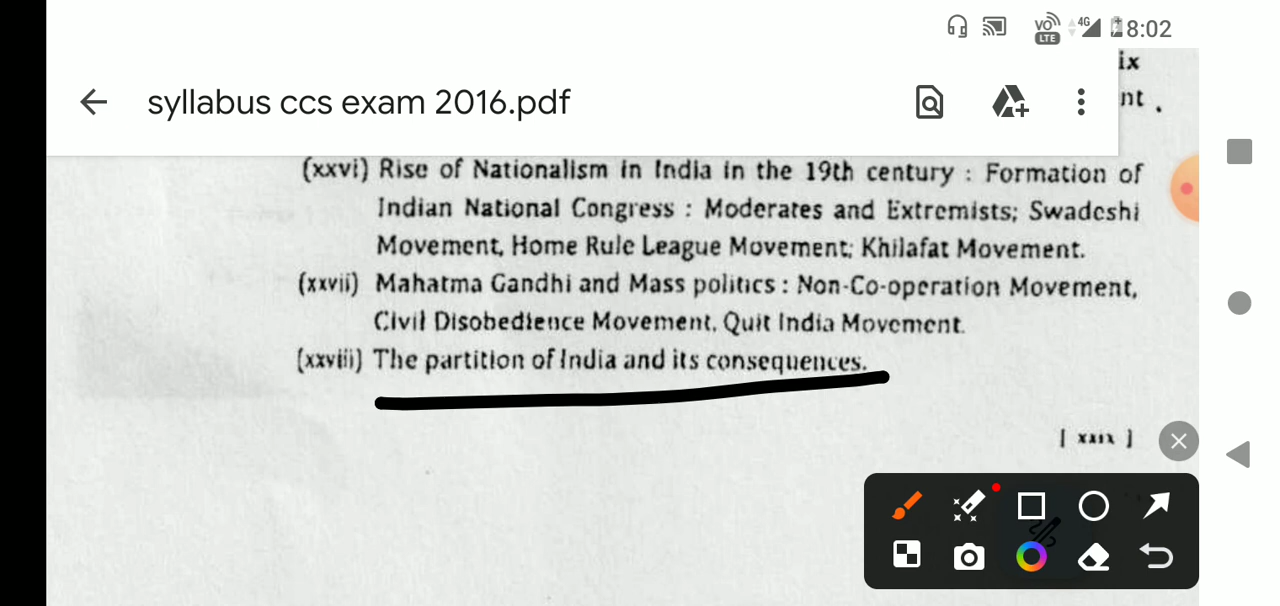 VO LTE 4G 8:02
ix
syllabus ccs exam 2016.pdf
nt .
(xxvi) Rise of Nationalism in India in the 19th century : Formation of
Indian National Congress : Moderates and Extremists; Swadeshi
Movement, Home Rule League Movement; Khilafat Movement.
(xxvii) Mahatma Gandhi and Mass politics : Non-Co-operation Movement,
Civil Disobedience Movement, Quit India Movement.
(xxviii) The partition of India and its consequences.
[ xxix ]